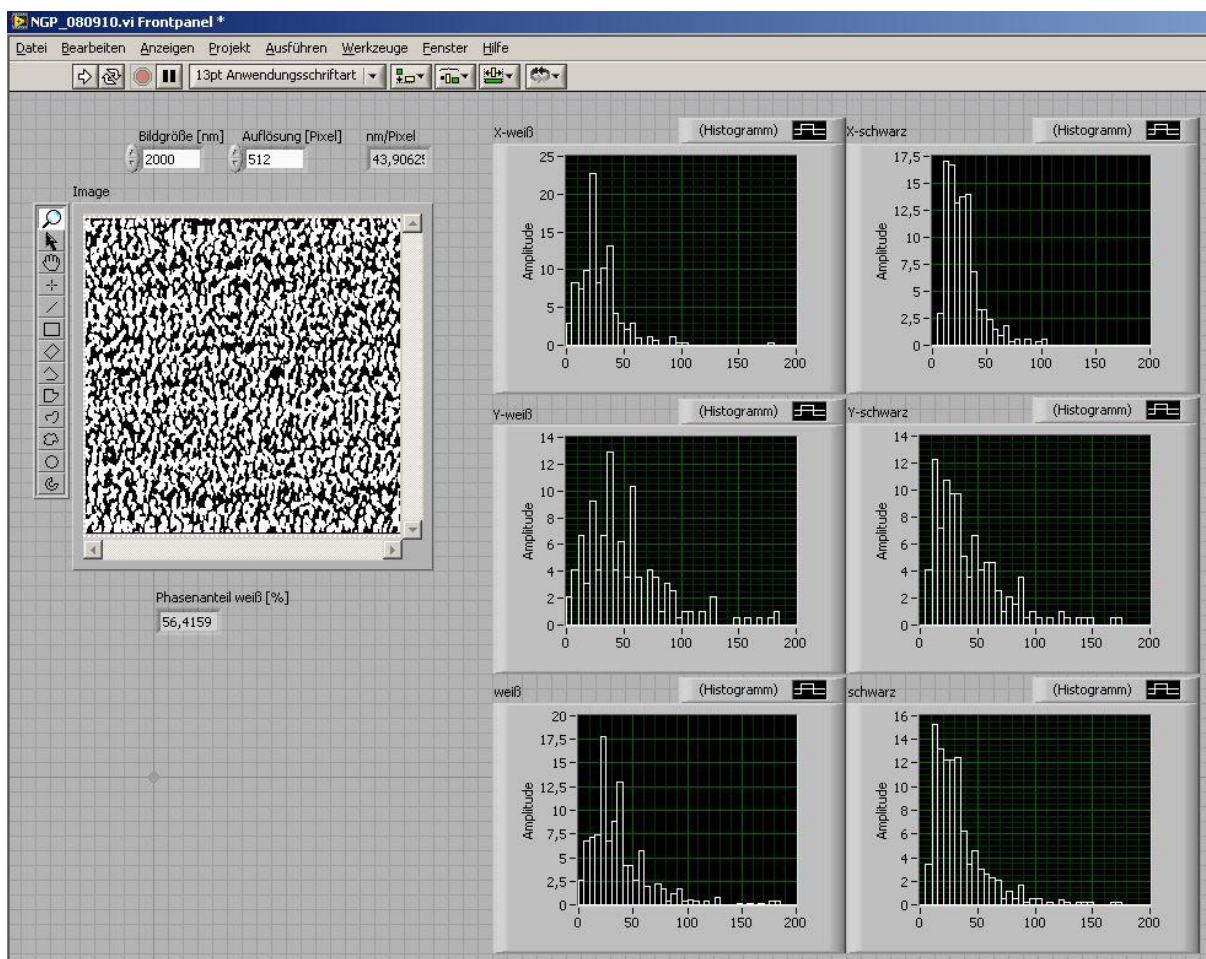 NGP_080910.vi Frontpanel *
Datei Bearbeiten Anzeigen Projekt Ausführen Werkzeuge Fenster Hilfe
13pt Anwendungsschriftart
Bildgröße [nm] Auflösung [Pixel] nm/Pixel
2000 512 43,90625
Image
Phasenanteil weiß [%]
56,4159
X-weiß (Histogramm)
Amplitude
25
20
15
10
5
0
0 50 100 150 200
X-schwarz (Histogramm)
Amplitude
17,5
15
12,5
10
7,5
5
2,5
0
0 50 100 150 200
Y-weiß (Histogramm)
Amplitude
14
12
10
8
6
4
2
0
0 50 100 150 200
Y-schwarz (Histogramm)
Amplitude
14
12
10
8
6
4
2
0
0 50 100 150 200
weiß (Histogramm)
Amplitude
20
17,5
15
12,5
10
7,5
5
2,5
0
0 50 100 150 200
schwarz (Histogramm)
Amplitude
16
14
12
10
8
6
4
2
0
0 50 100 150 200